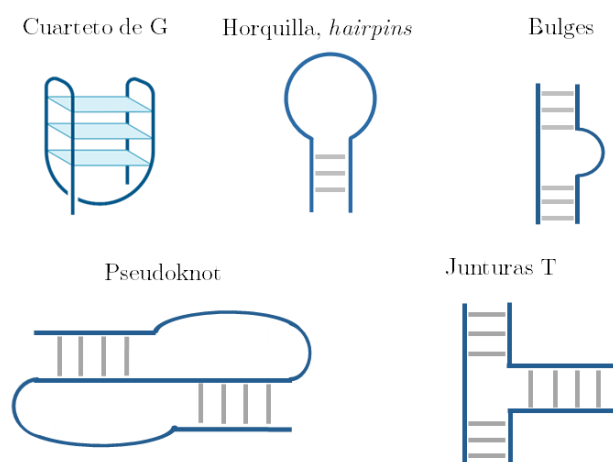 Cuarteto de G
Horquilla, hairpins
Bulges
Pseudoknot
Junturas T